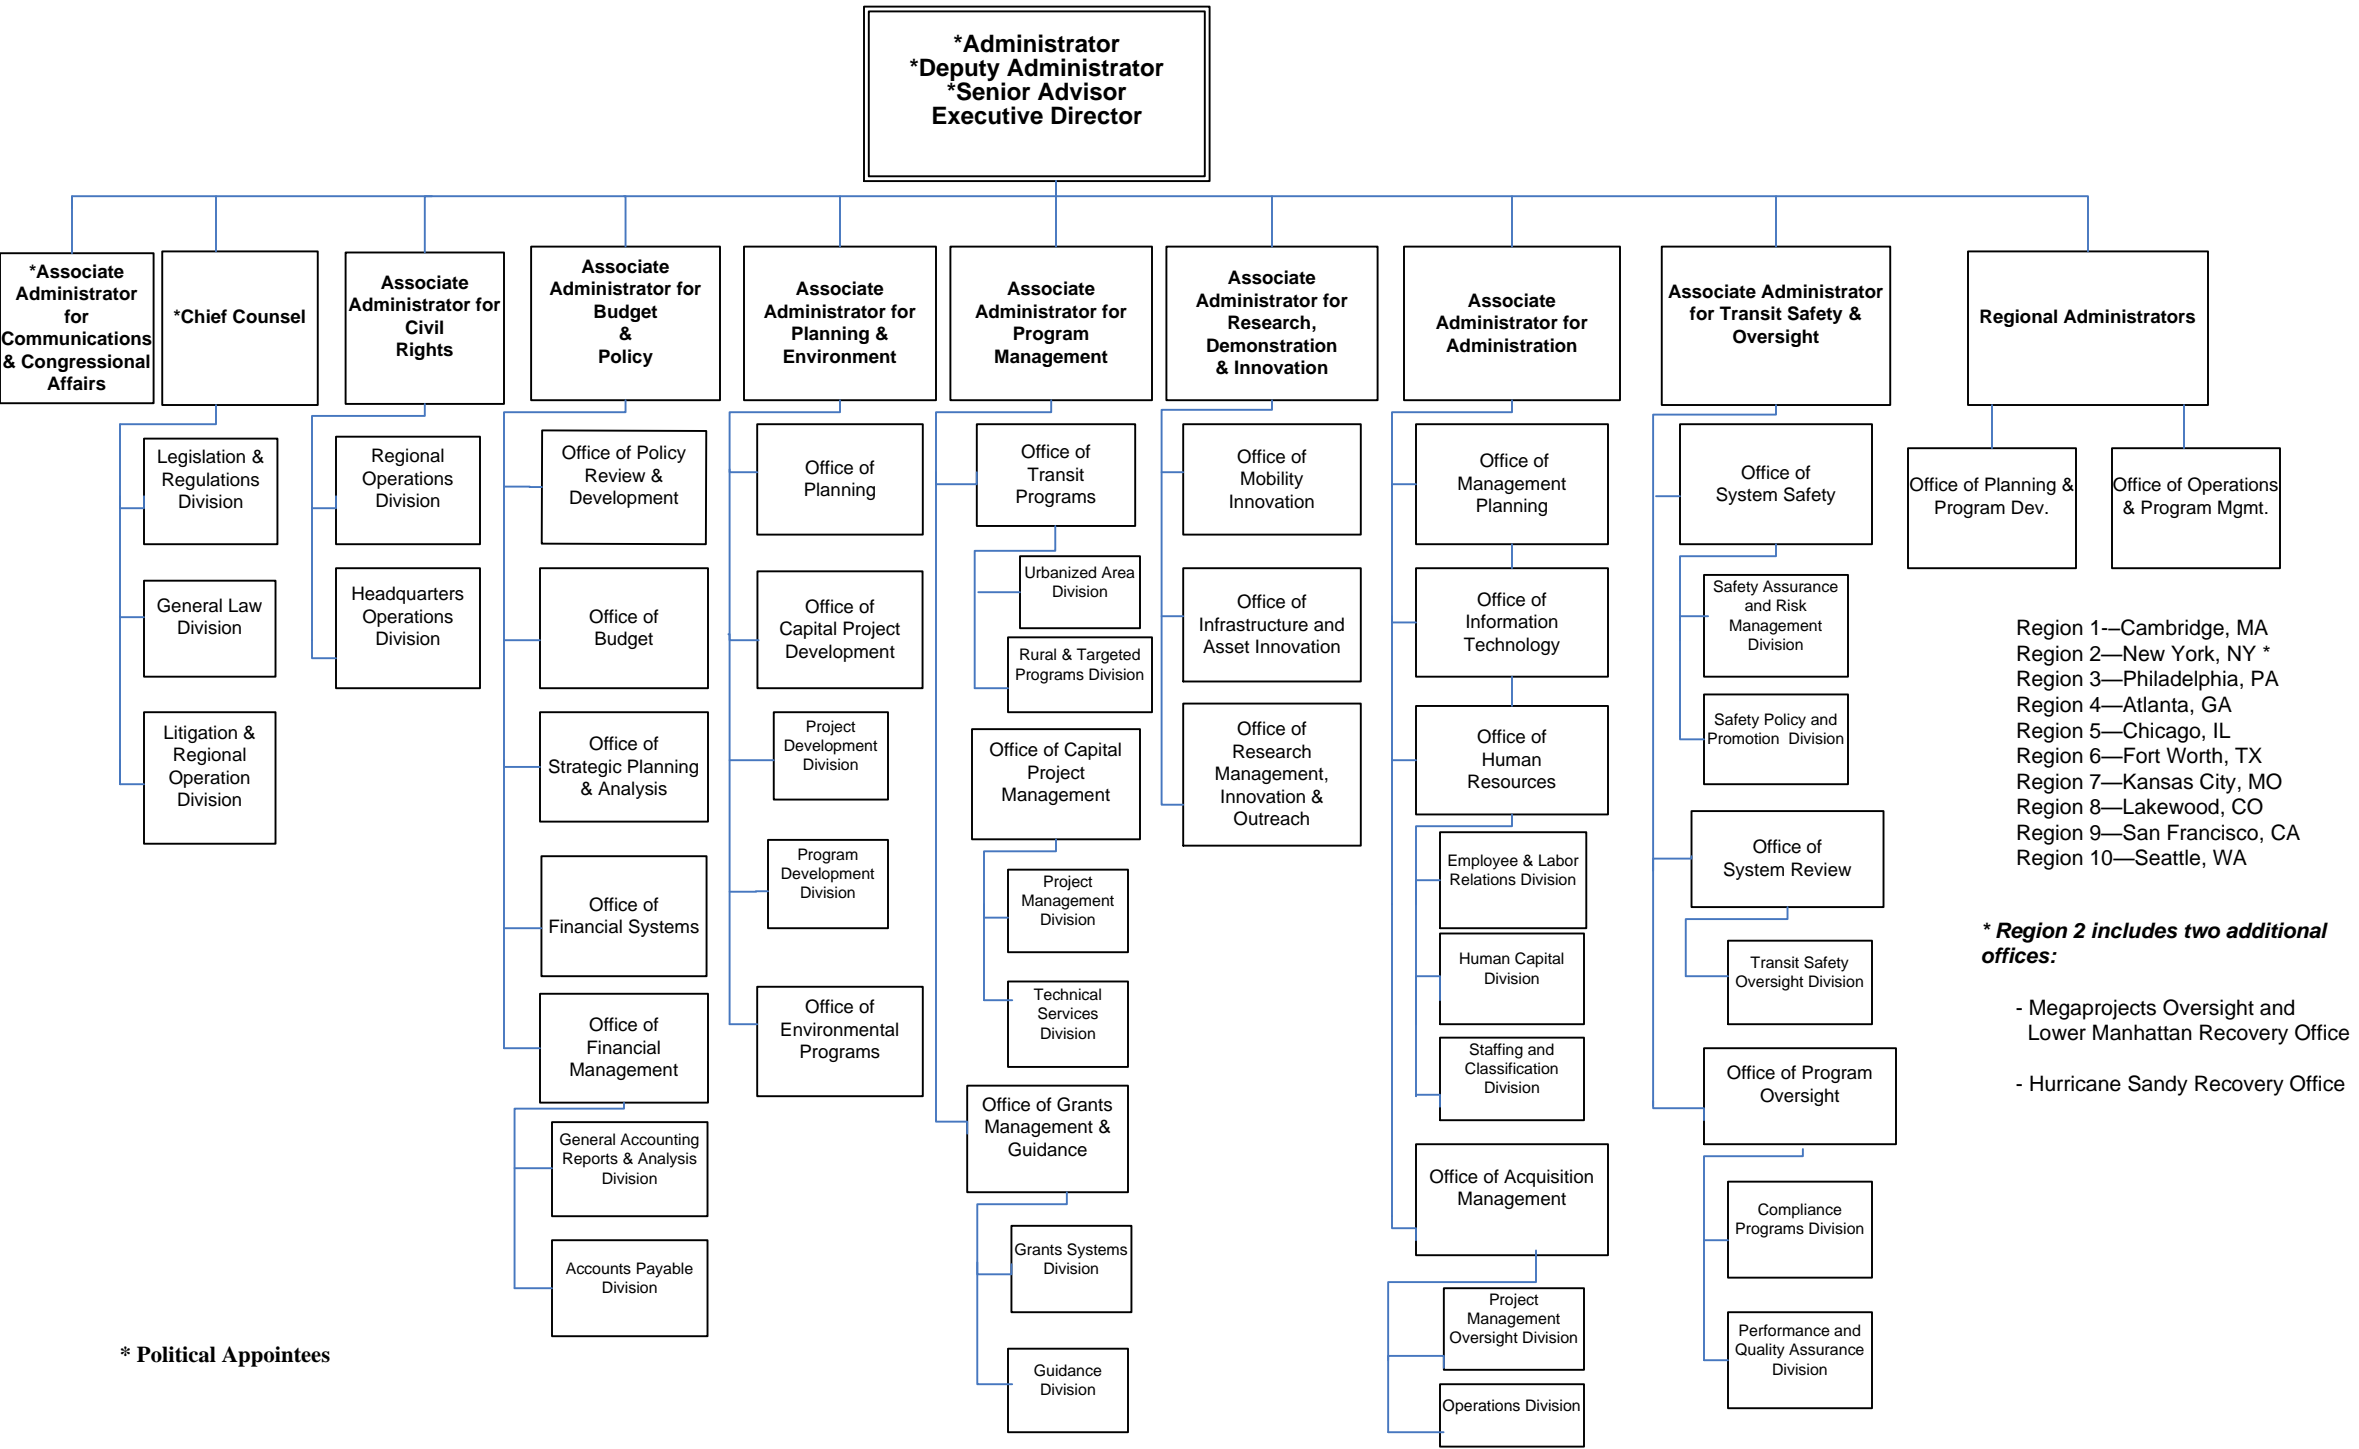 *Administrator
*Deputy Administrator
*Senior Advisor
Executive Director
*Associate
Administrator
for
Communications
& Congressional
Affairs
*Chief Counsel
Legislation &
Regulations
Division
General Law
Division
Litigation &
Regional
Operation
Division
Associate
Administrator for
Civil
Rights
Regional
Operations
Division
Headquarters
Operations
Division
Associate
Administrator for
Budget
&
Policy
Office of Policy
Review &
Development
Office of
Budget
Office of
Strategic Planning
& Analysis
Office of
Financial Systems
Office of
Financial
Management
General Accounting
Reports & Analysis
Division
Accounts Payable
Division
Associate
Administrator for
Planning &
Environment
Office of
Planning
Office of
Capital Project
Development
Project
Development
Division
Program
Development
Division
Office of
Environmental
Programs
Associate
Administrator for
Program
Management
Office of
Transit
Programs
Urbanized Area
Division
Rural & Targeted
Programs Division
Office of Capital
Project
Management
Project
Management
Division
Technical
Services
Division
Office of Grants
Management &
Guidance
Grants Systems
Division
Guidance
Division
Associate
Administrator for
Research,
Demonstration
& Innovation
Office of
Mobility
Innovation
Office of
Infrastructure and
Asset Innovation
Office of
Research
Management,
Innovation &
Outreach
Associate
Administrator for
Administration
Office of
Management
Planning
Office of
Information
Technology
Office of
Human
Resources
Employee & Labor
Relations Division
Human Capital
Division
Staffing and
Classification
Division
Office of Acquisition
Management
Project
Management
Oversight Division
Operations Division
Associate Administrator
for Transit Safety &
Oversight
Office of
System Safety
Safety Assurance
and Risk
Management
Division
Safety Policy and
Promotion Division
Office of
System Review
Transit Safety
Oversight Division
Office of Program
Oversight
Compliance
Programs Division
Performance and
Quality Assurance
Division
Regional Administrators
Office of Planning &
Program Dev.
Office of Operations
& Program Mgmt.
Region 1-–Cambridge, MA
Region 2—New York, NY *
Region 3—Philadelphia, PA
Region 4—Atlanta, GA
Region 5—Chicago, IL
Region 6—Fort Worth, TX
Region 7—Kansas City, MO
Region 8—Lakewood, CO
Region 9—San Francisco, CA
Region 10—Seattle, WA
* Region 2 includes two additional
offices:
- Megaprojects Oversight and
Lower Manhattan Recovery Office
- Hurricane Sandy Recovery Office
* Political Appointees